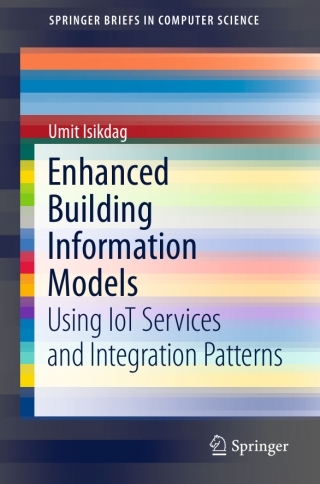 SPRINGER BRIEFS IN COMPUTER SCIENCE
Umit Isikdag
Enhanced
Building
Information
Models
Using IoT Services
and Integration Patterns
Springer